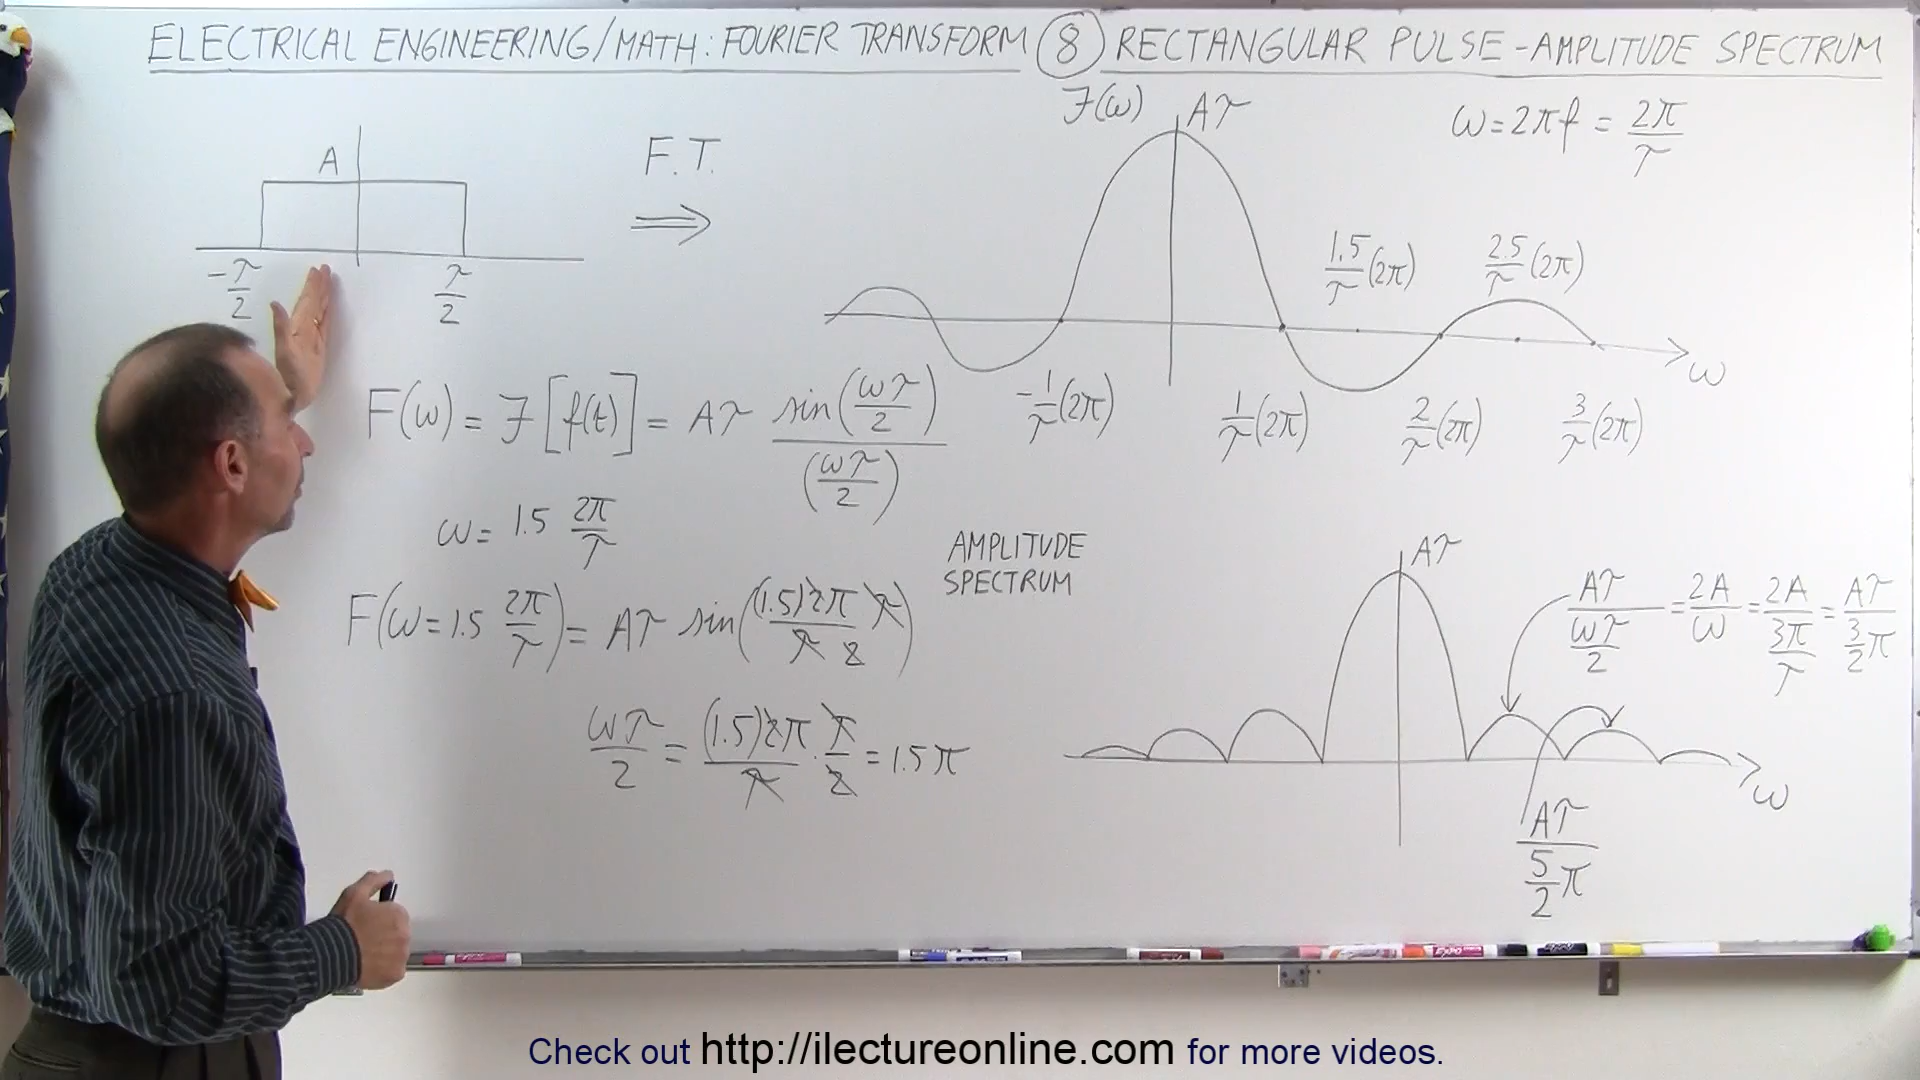 ELECTRICAL ENGINEERING/MATH: FOURIER TRANSFORM (8) RECTANGULAR PULSE - AMPLITUDE SPECTRUM
A
-τ/2
τ/2
F.T.
⇒
ℱ(ω)
Aτ
ω = 2πf = 2π/τ
1.5/τ (2π)
2.5/τ (2π)
ω
-1/τ (2π)
1/τ (2π)
2/τ (2π)
3/τ (2π)
F(ω) = ℱ[f(t)] = Aτ sin(ωτ/2) / (ωτ/2)
ω = 1.5 2π/τ
F(ω = 1.5 2π/τ) = Aτ sin((1.5)2π τ / τ 2)
ωτ/2 = (1.5)2π/τ · τ/2 = 1.5π
AMPLITUDE
SPECTRUM
Aτ
Aτ/(ωτ/2) = 2A/ω = 2A/(3π/τ) = Aτ/(3/2 π)
ω
Aτ/(5/2 π)
Check out http://ilectureonline.com for more videos.